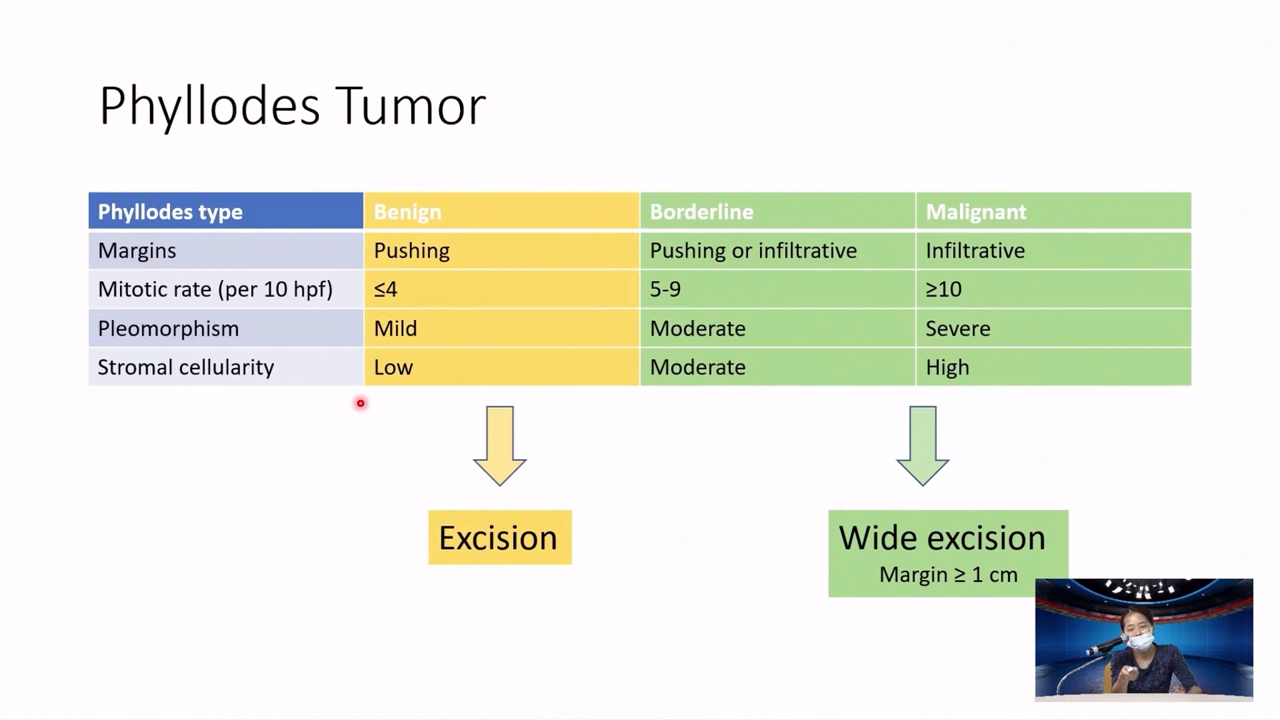 Phyllodes Tumor
Phyllodes type Benign Borderline Malignant
Margins Pushing Pushing or infiltrative Infiltrative
Mitotic rate (per 10 hpf) ≤4 5-9 ≥10
Pleomorphism Mild Moderate Severe
Stromal cellularity Low Moderate High
Excision
Wide excision
Margin ≥ 1 cm